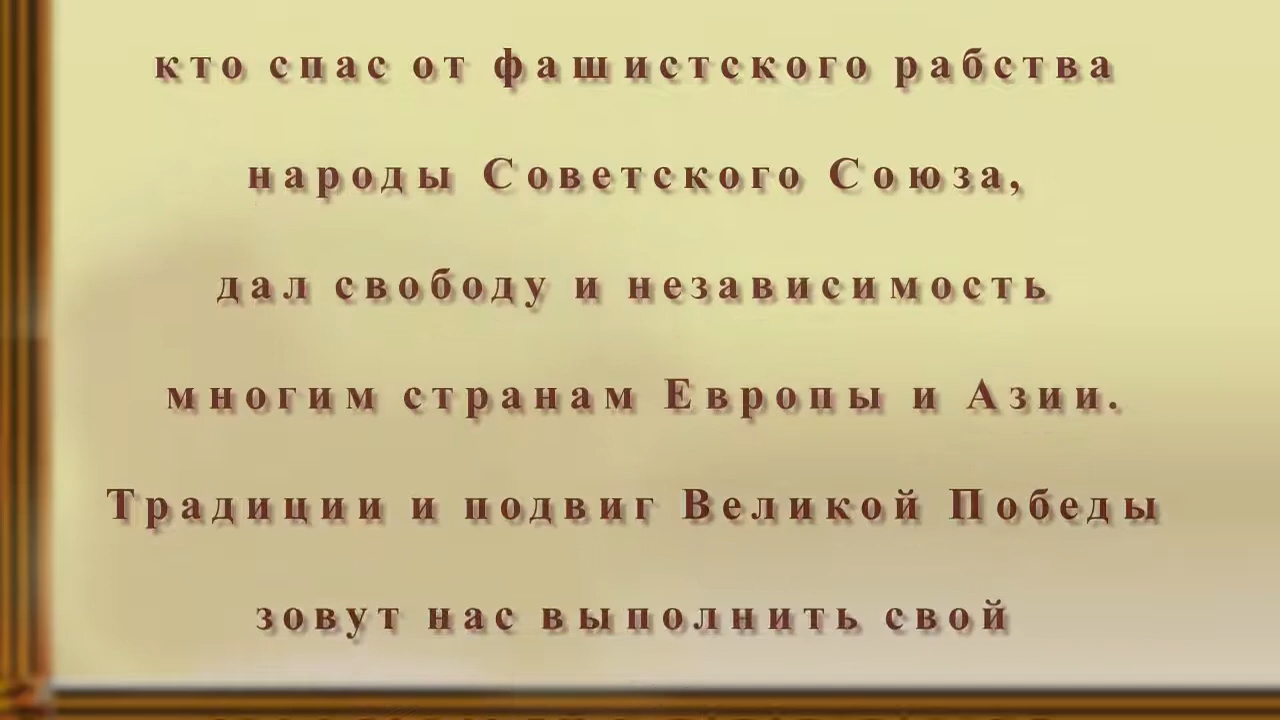 кто спас от фашистского рабства
народы Советского Союза,
дал свободу и независимость
многим странам Европы и Азии.
Традиции и подвиг Великой Победы
зовут нас выполнить свой